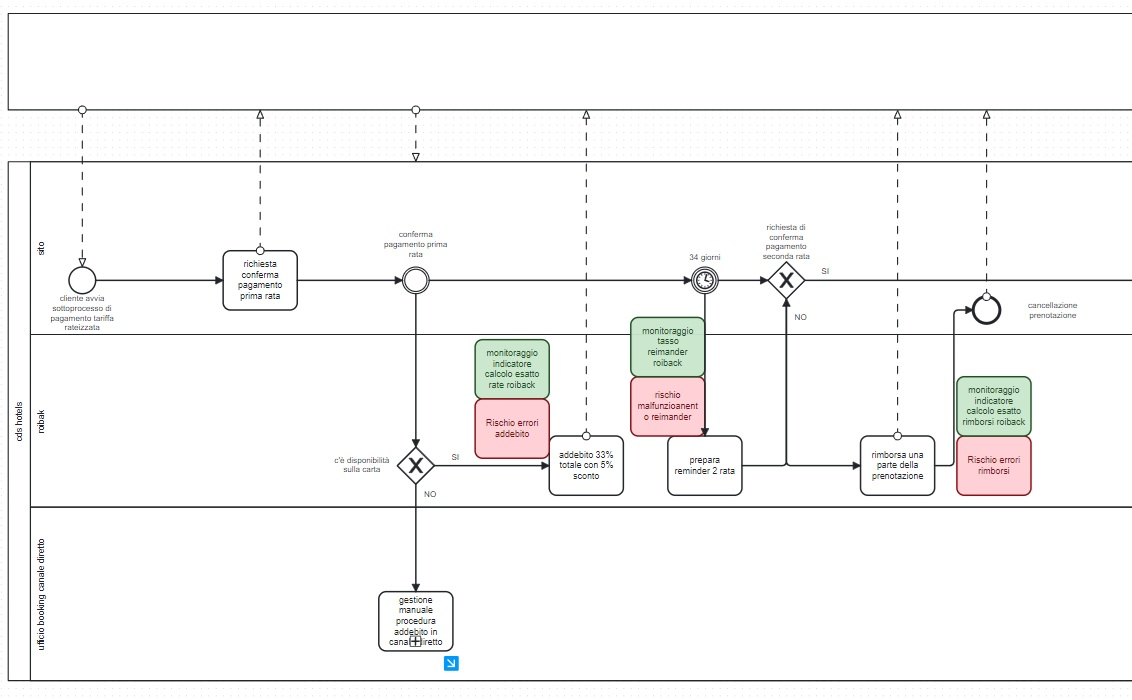 cds hotels
sito
cliente avvia
sottoprocesso di
pagamento tariffa
rateizzata
richiesta
conferma
pagamento
prima rata
conferma
pagamento prima
rata
34 giorni
richiesta di
conferma
pagamento
seconda rata
SI
NO
cancellazione
prenotazione
roibak
monitoraggio
indicatore
calcolo esatto
rate roiback
Rischio errori
addebito
c'è disponibilità
sulla carta
SI
NO
addebito 33%
totale con 5%
sconto
monitoraggio
tasso
reimander
roiback
rischio
malfunzioanent
o reimander
prepara
reminder 2 rata
rimborsa una
parte della
prenotazione
monitoraggio
indicatore
calcolo esatto
rimborsi roiback
Rischio errori
rimborsi
ufficio booking canale diretto
gestione
manuale
procedura
addebito in
canale diretto